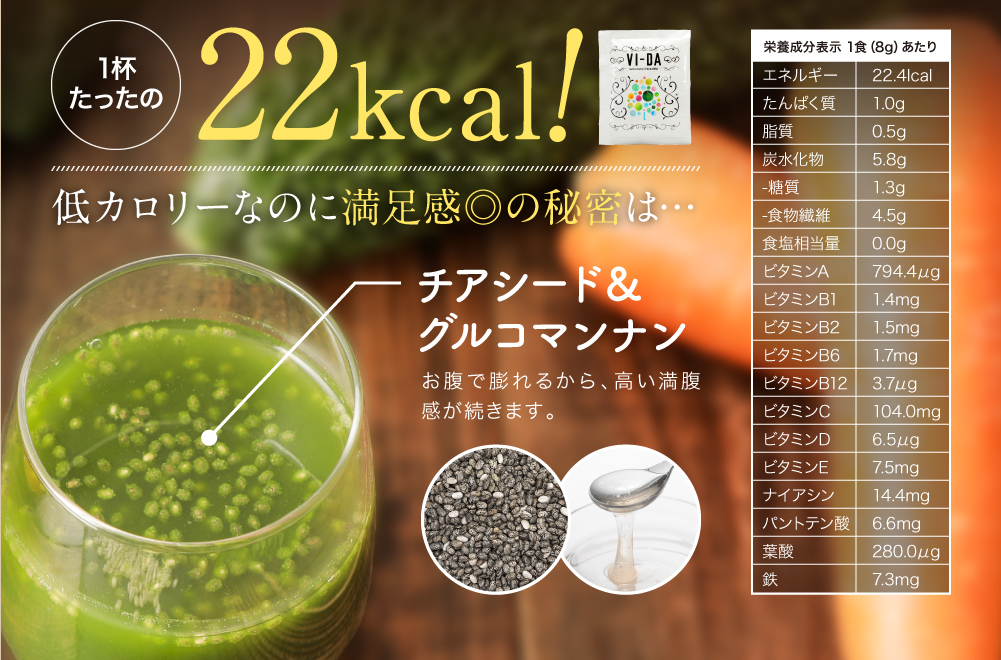 1杯
たったの
22kcal!
VI-DA
低カロリーなのに満足感◎の秘密は…
チアシード&
グルコマンナン
お腹で膨れるから、高い満腹
感が続きます。
栄養成分表示 1食（8g）あたり
エネルギー 22.4lcal
たんぱく質 1.0g
脂質 0.5g
炭水化物 5.8g
-糖質 1.3g
-食物繊維 4.5g
食塩相当量 0.0g
ビタミンA 794.4μg
ビタミンB1 1.4mg
ビタミンB2 1.5mg
ビタミンB6 1.7mg
ビタミンB12 3.7μg
ビタミンC 104.0mg
ビタミンD 6.5μg
ビタミンE 7.5mg
ナイアシン 14.4mg
パントテン酸 6.6mg
葉酸 280.0μg
鉄 7.3mg